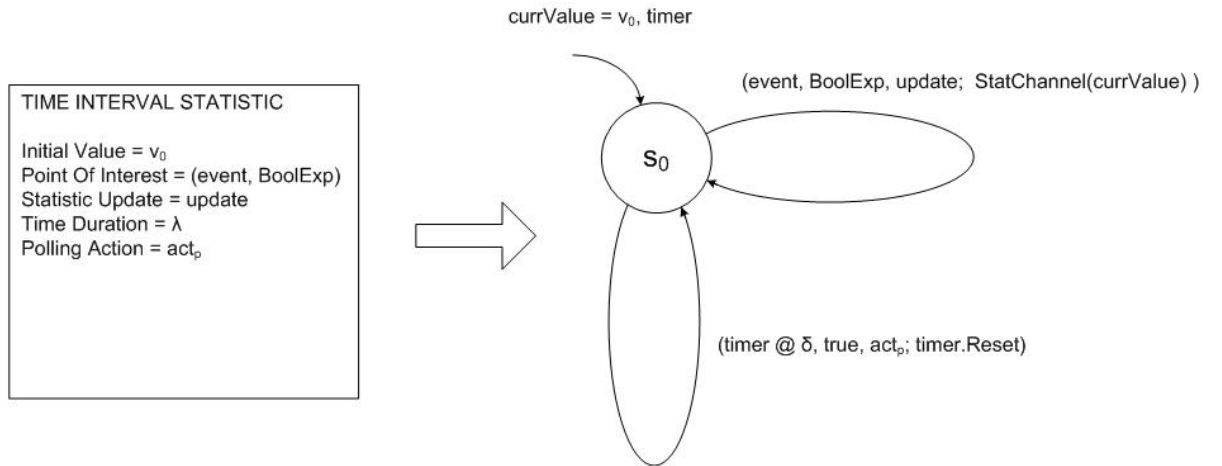 currValue = v₀, timer
TIME INTERVAL STATISTIC
Initial Value = v₀
Point Of Interest = (event, BoolExp)
Statistic Update = update
Time Duration = λ
Polling Action = actₚ
(event, BoolExp, update;  StatChannel(currValue) )
S₀
(timer @ δ, true, actₚ; timer.Reset)